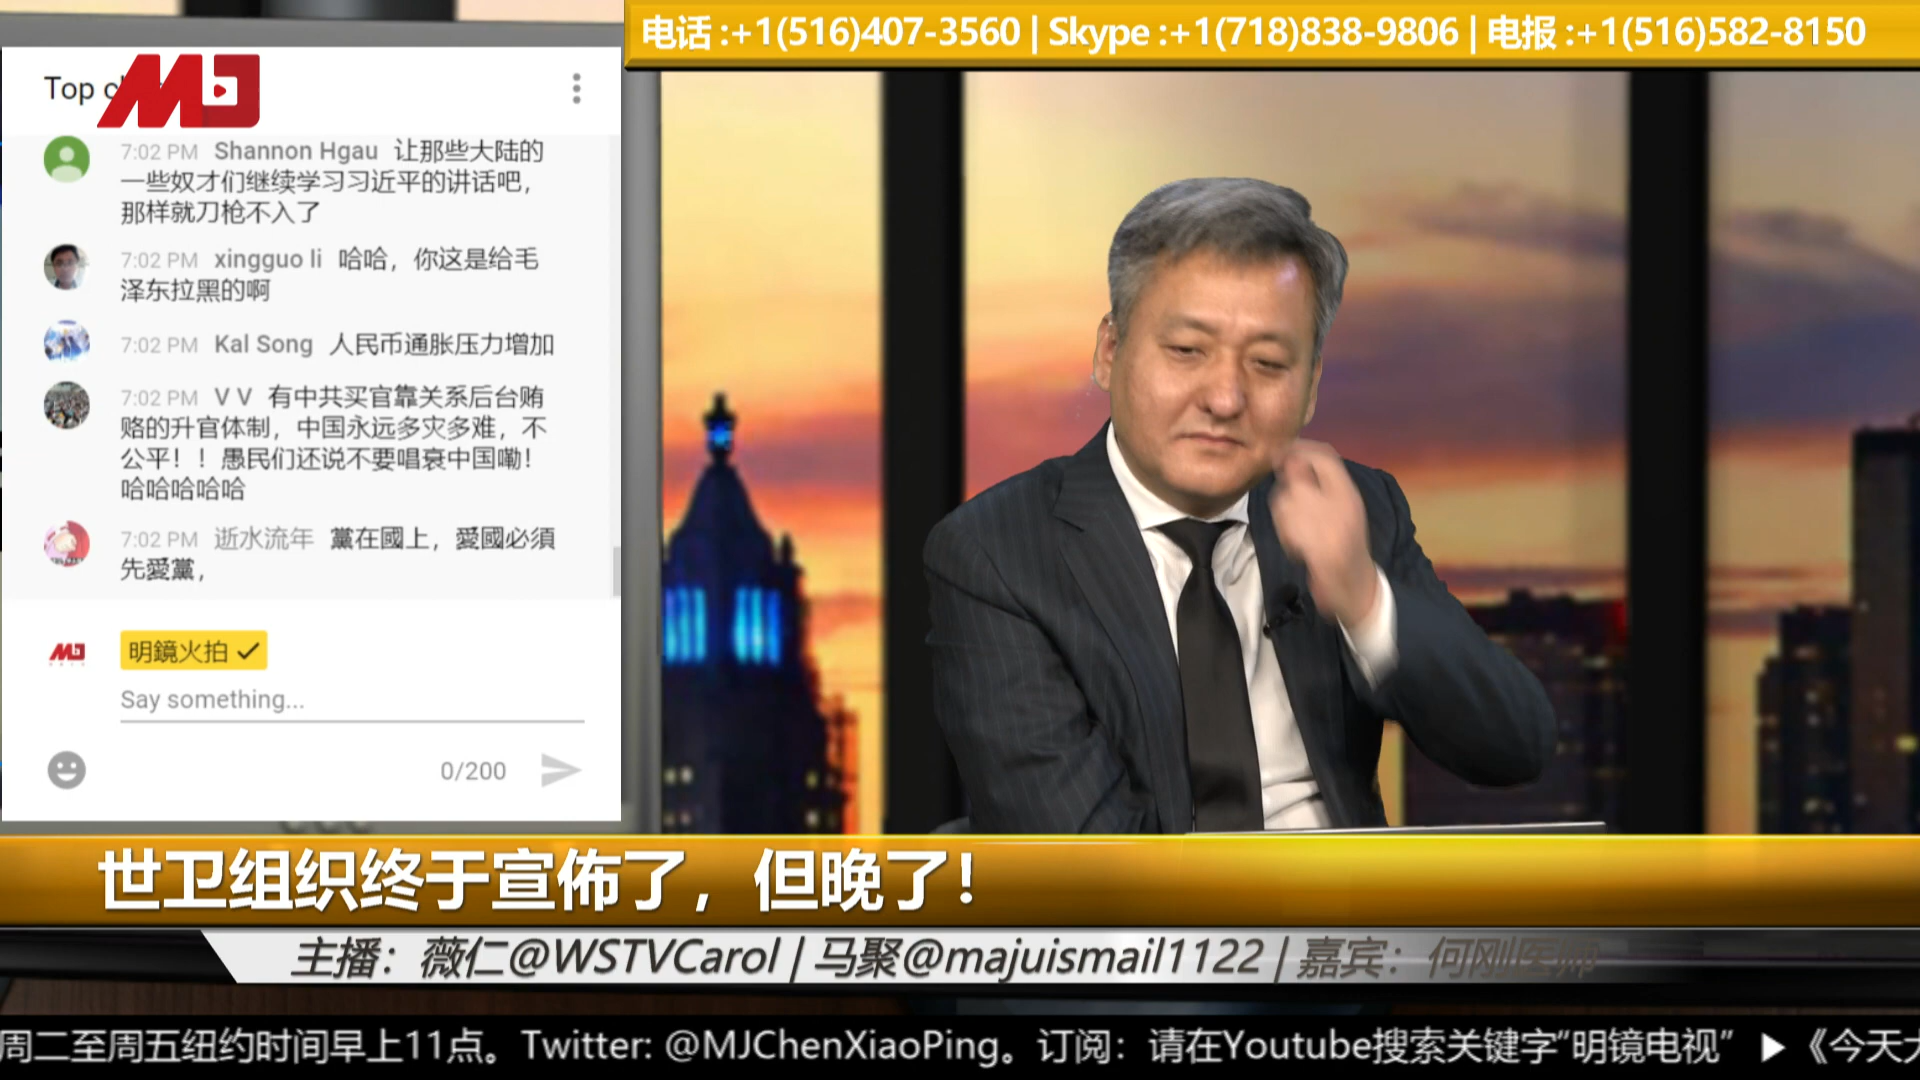 电话 :+1(516)407-3560 | Skype :+1(718)838-9806 | 电报 :+1(516)582-8150
Top
MJ
7:02 PM Shannon Hgau 让那些大陆的
一些奴才们继续学习习近平的讲话吧，
那样就刀枪不入了
7:02 PM xingguo li 哈哈，你这是给毛
泽东拉黑的啊
7:02 PM Kal Song 人民币通胀压力增加
7:02 PM V V 有中共买官靠关系后台贿
赂的升官体制，中国永远多灾多难，不
公平！！愚民们还说不要唱衰中国嘞！
哈哈哈哈哈
7:02 PM 逝水流年 黨在國上，愛國必須
先愛黨，
MJ
明鏡火拍
Say something...
0/200
世卫组织终于宣佈了，但晚了！
主播：薇仁@WSTVCarol | 马聚@majuismail1122 | 嘉宾：何刚医师
周二至周五纽约时间早上11点。Twitter: @MJChenXiaoPing。订阅：请在Youtube搜索关键字"明镜电视" ▶《今天